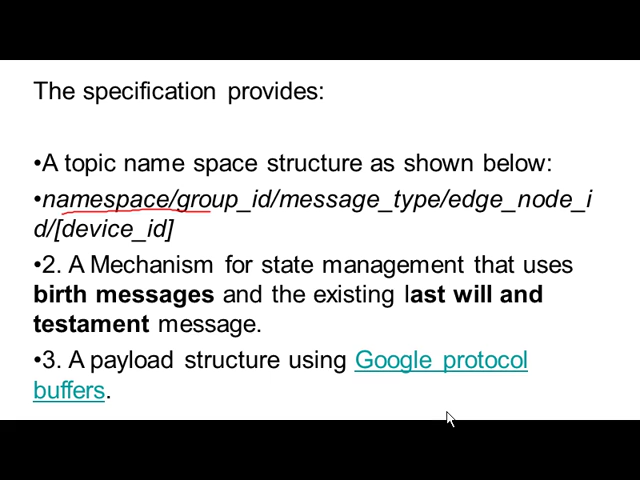 The specification provides:
•A topic name space structure as shown below:
•namespace/group_id/message_type/edge_node_i
d/[device_id]
•2. A Mechanism for state management that uses
birth messages and the existing last will and
testament message.
•3. A payload structure using Google protocol
buffers.